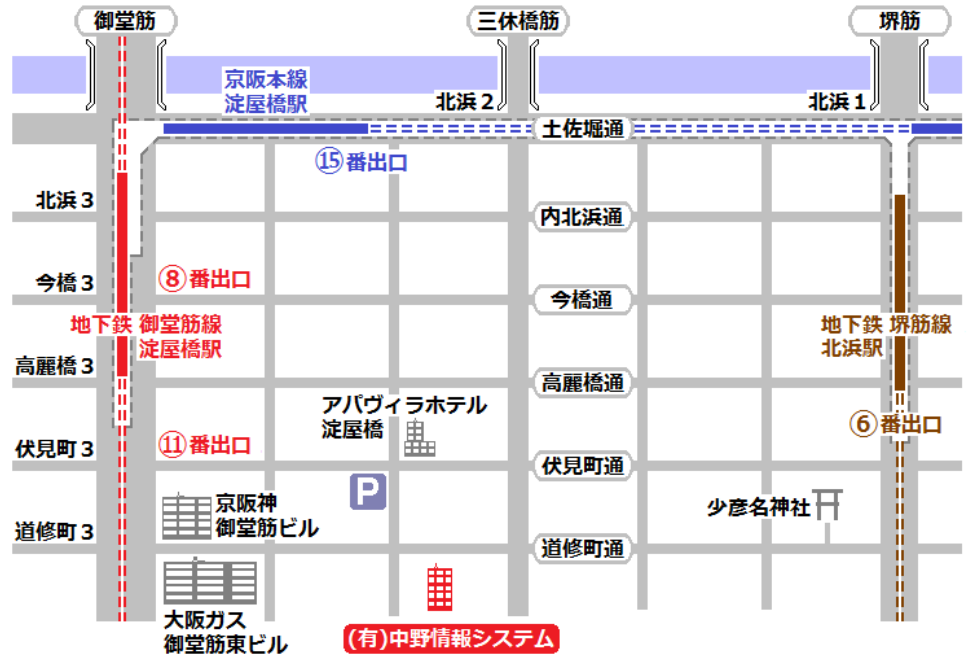 御堂筋
三休橋筋
堺筋
京阪本線
淀屋橋駅
北浜2
北浜1
土佐堀通
⑮番出口
北浜3
内北浜通
⑧番出口
今橋3
今橋通
地下鉄 御堂筋線
淀屋橋駅
地下鉄 堺筋線
北浜駅
高麗橋3
高麗橋通
アパヴィラホテル
淀屋橋
⑥番出口
伏見町3
⑪番出口
伏見町通
P
京阪神
御堂筋ビル
少彦名神社
道修町3
道修町通
大阪ガス
御堂筋東ビル
(有)中野情報システム